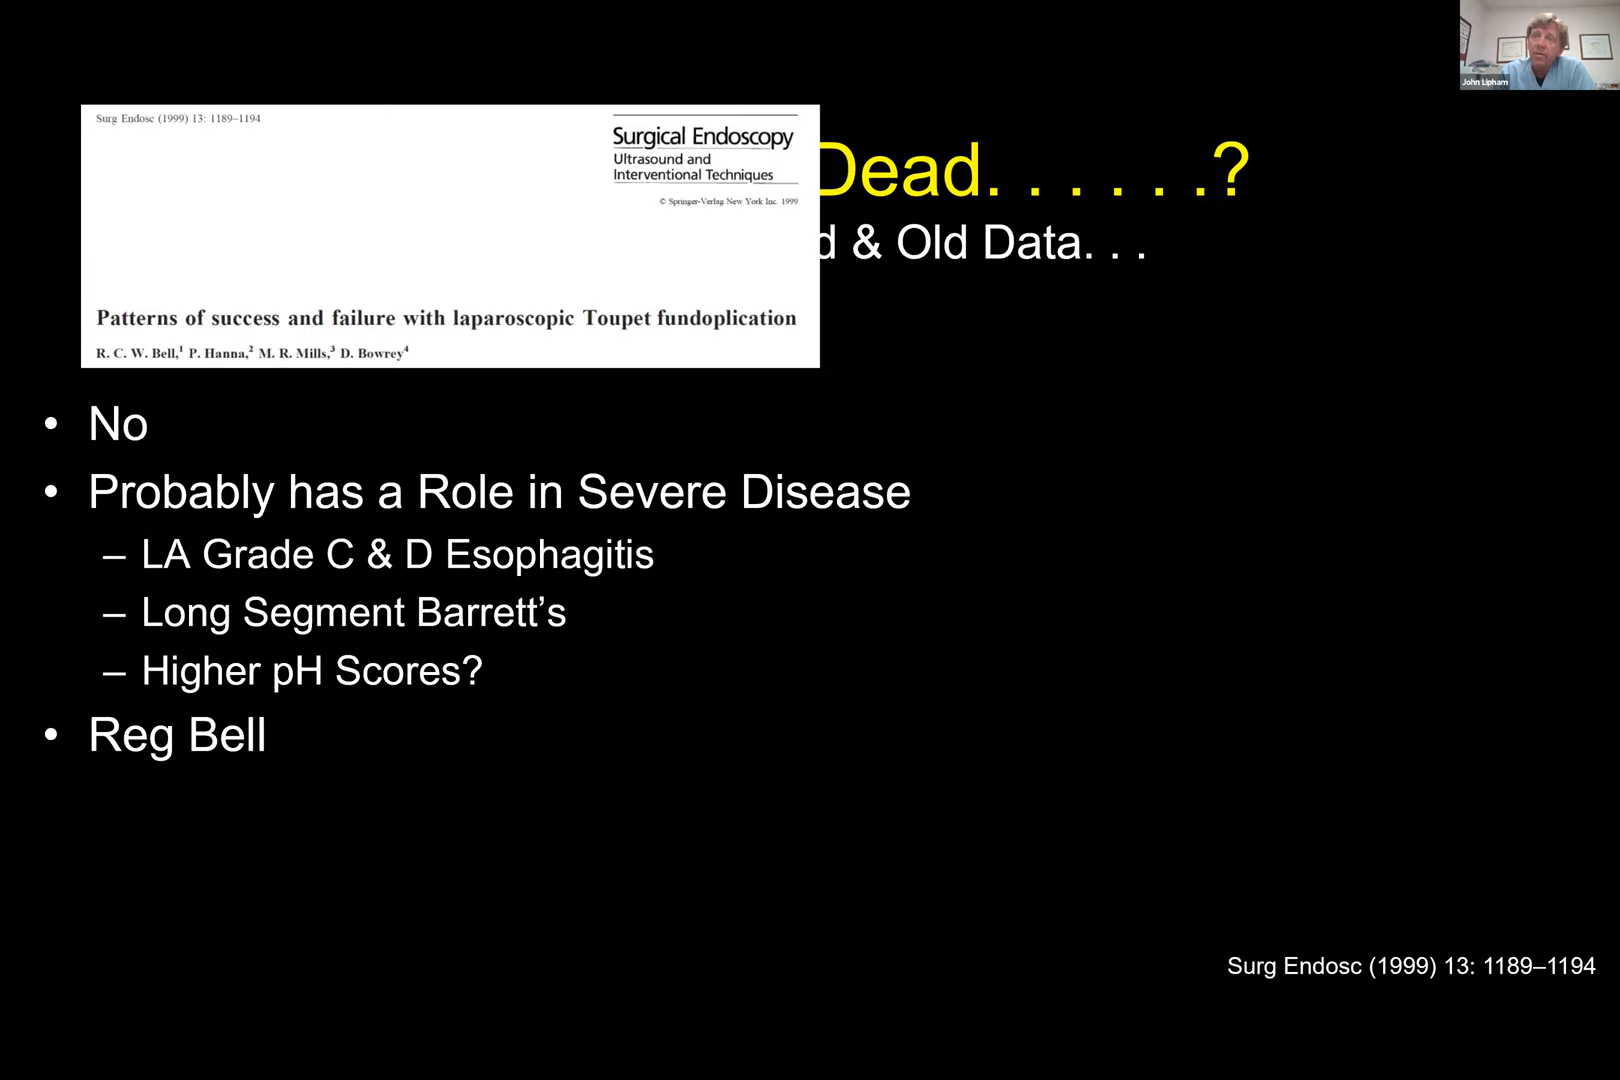 John Lipham
Surg Endosc (1999) 13: 1189–1194
Surgical Endoscopy
Ultrasound and
Interventional Techniques
© Springer-Verlag New York Inc. 1999
Dead. . . . . .?
d & Old Data. . .
Patterns of success and failure with laparoscopic Toupet fundoplication
R. C. W. Bell,¹ P. Hanna,² M. R. Mills,³ D. Bowrey⁴
• No
• Probably has a Role in Severe Disease
– LA Grade C & D Esophagitis
– Long Segment Barrett’s
– Higher pH Scores?
• Reg Bell
Surg Endosc (1999) 13: 1189–1194